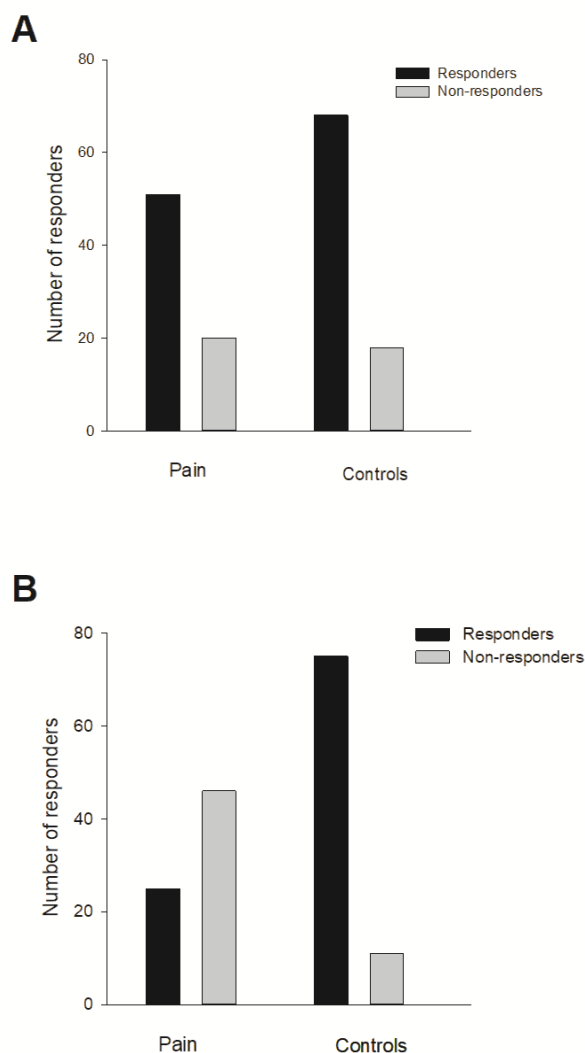 A
80
60
40
20
0
Number of responders
Responders
Non-responders
Pain
Controls
B
80
60
40
20
0
Number of responders
Responders
Non-responders
Pain
Controls